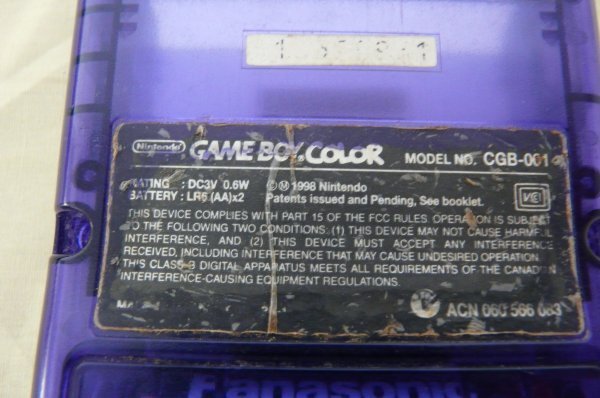 Nintendo GAME BOY COLOR MODEL NO. CGB-001
RATING : DC3V 0.6W © Ⓜ 1998 Nintendo
BATTERY : LR6 (AA)x2 Patents issued and Pending, See booklet.
THIS DEVICE COMPLIES WITH PART 15 OF THE FCC RULES. OPERATION IS SUBJECT
TO THE FOLLOWING TWO CONDITIONS: (1) THIS DEVICE MAY NOT CAUSE HARMFUL
INTERFERENCE, AND (2) THIS DEVICE MUST ACCEPT ANY INTERFERENCE
RECEIVED, INCLUDING INTERFERENCE THAT MAY CAUSE UNDESIRED OPERATION.
THIS CLASS B DIGITAL APPARATUS MEETS ALL REQUIREMENTS OF THE CANADIAN
INTERFERENCE-CAUSING EQUIPMENT REGULATIONS.
ACN 060 566 083
Panasonic